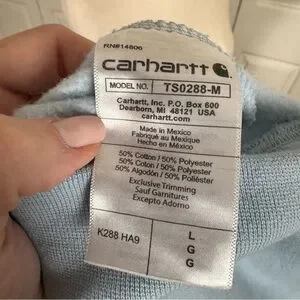 RN#14806
carhartt
MODEL NO. TS0288-M
Carhartt, Inc. P.O. Box 600
Dearborn, MI 48121 USA
carhartt.com
Made in Mexico
Fabriqué au Mexique
Hecho en México
50% Cotton / 50% Polyester
50% Coton / 50% Polyester
50% Algodón / 50% Poliéster
Exclusive Trimming
Sauf Garnitures
Excepto Adorno
K288 HA9
L
G
G